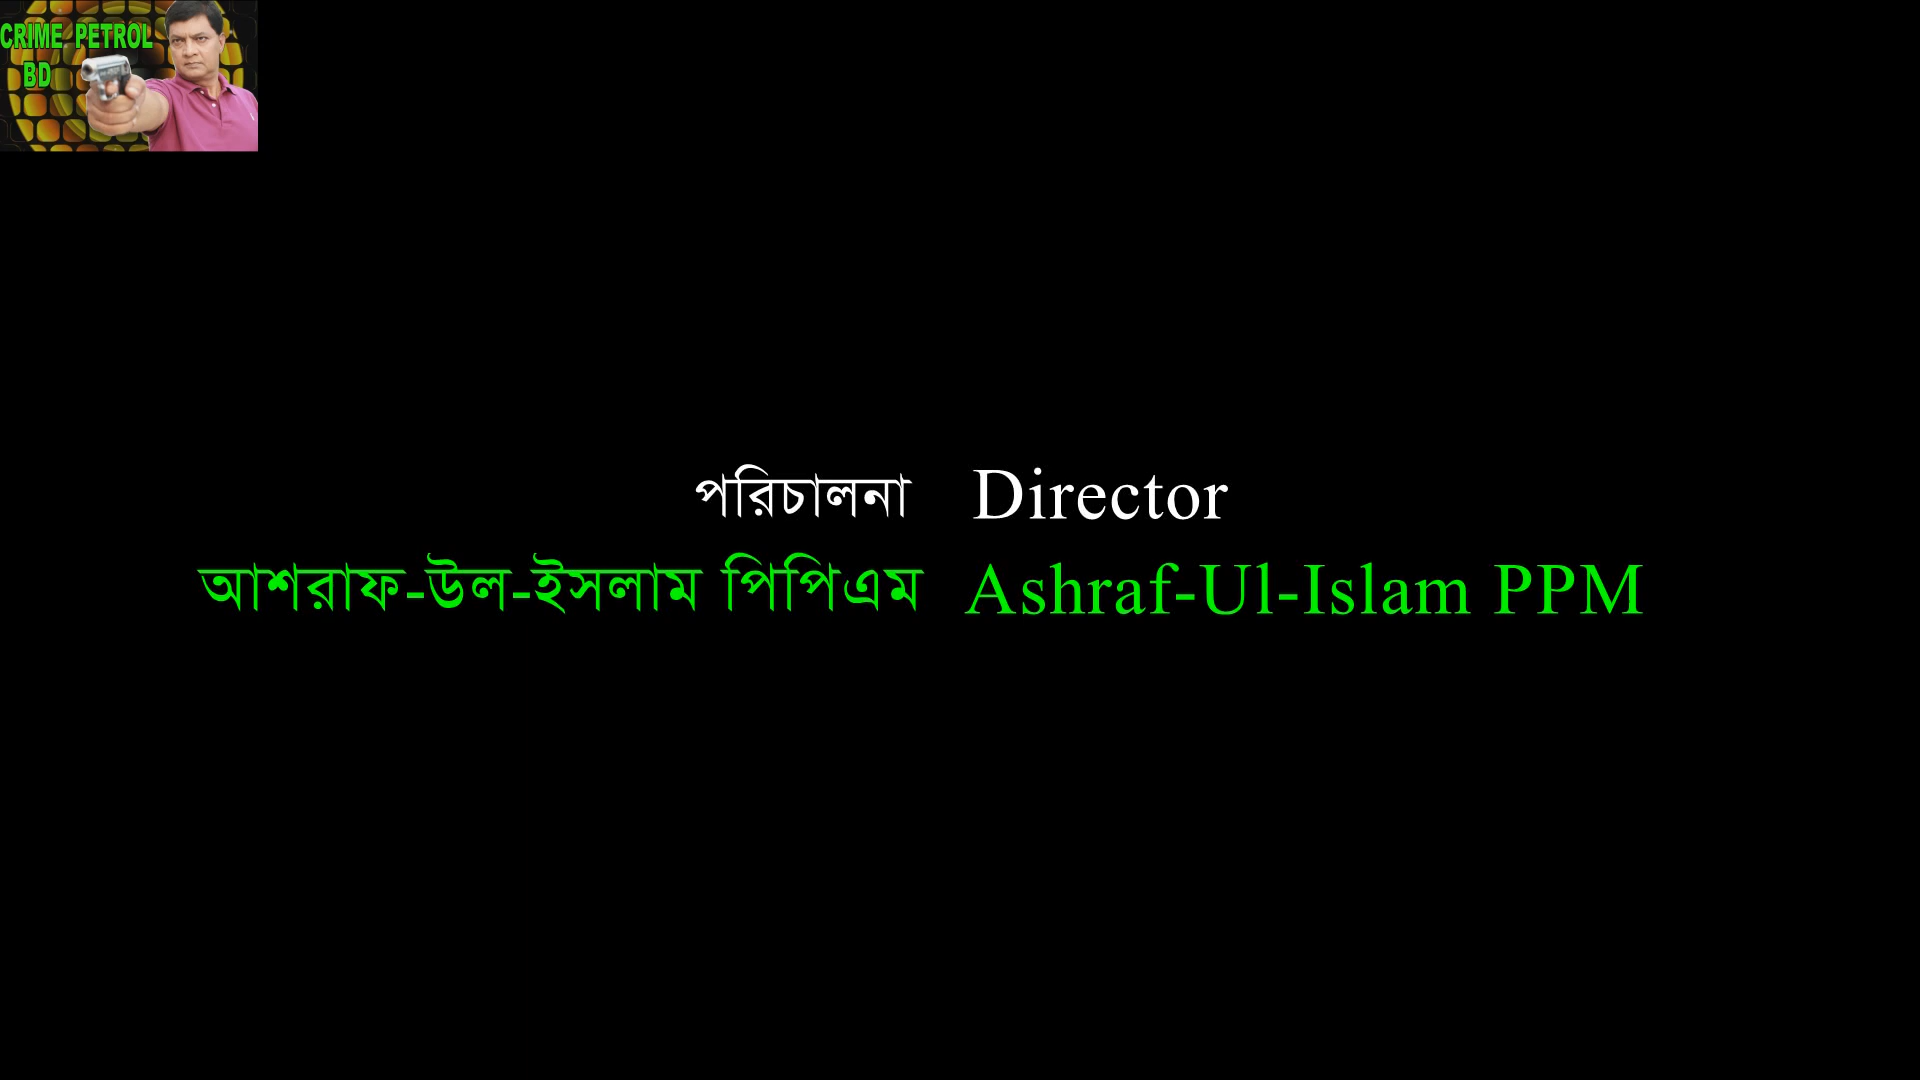 CRIME PETROL
BD
পরিচালনা Director
আশরাফ-উল-ইসলাম পিপিএম Ashraf-Ul-Islam PPM